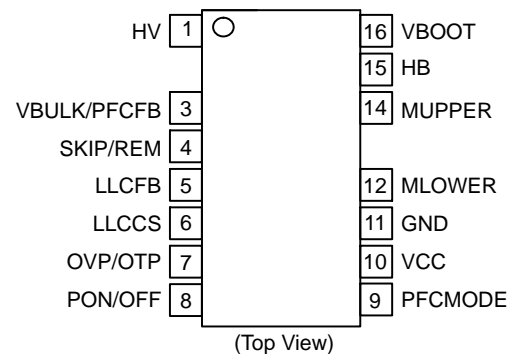 HV 1 16 VBOOT
15 HB
VBULK/PFCFB 3 14 MUPPER
SKIP/REM 4
LLCFB 5 12 MLOWER
LLCCS 6 11 GND
OVP/OTP 7 10 VCC
PON/OFF 8 9 PFCMODE
(Top View)